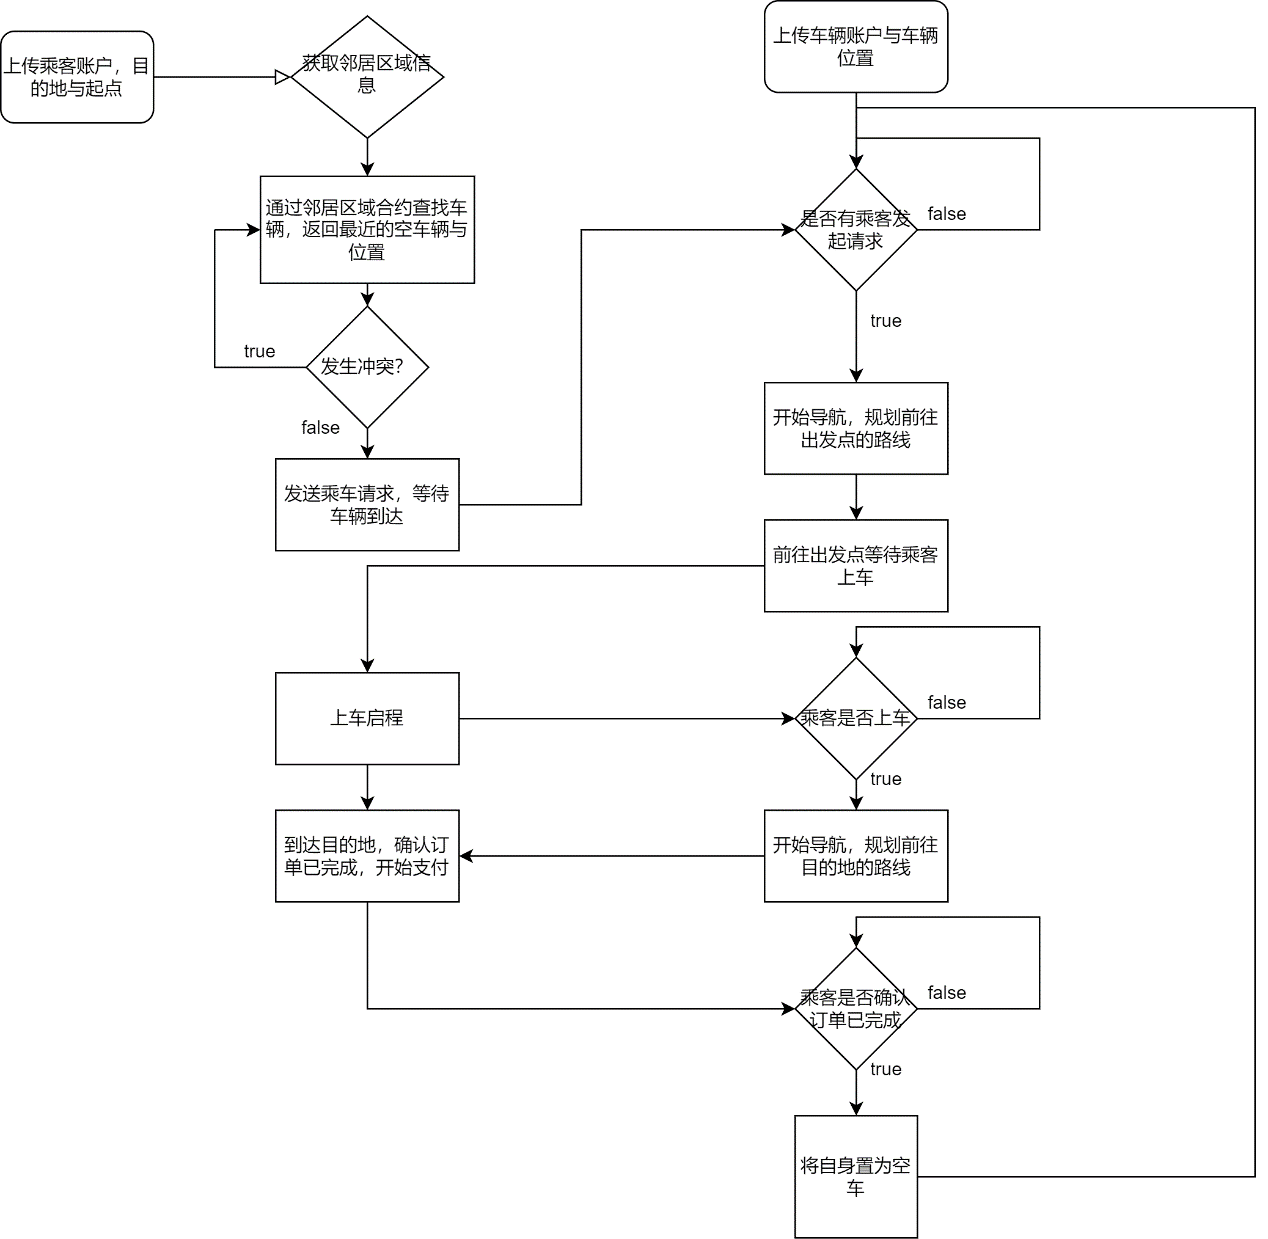 上传乘客账户，目
的地与起点
获取邻居区域信
息
通过邻居区域合约查找车
辆，返回最近的空车辆与
位置
true
发生冲突？
false
发送乘车请求，等待
车辆到达
上车启程
到达目的地，确认订
单已完成，开始支付
上传车辆账户与车辆
位置
是否有乘客发
起请求
false
true
开始导航，规划前往
出发点的路线
前往出发点等待乘客
上车
乘客是否上车
false
true
开始导航，规划前往
目的地的路线
乘客是否确认
订单已完成
false
true
将自身置为空
车